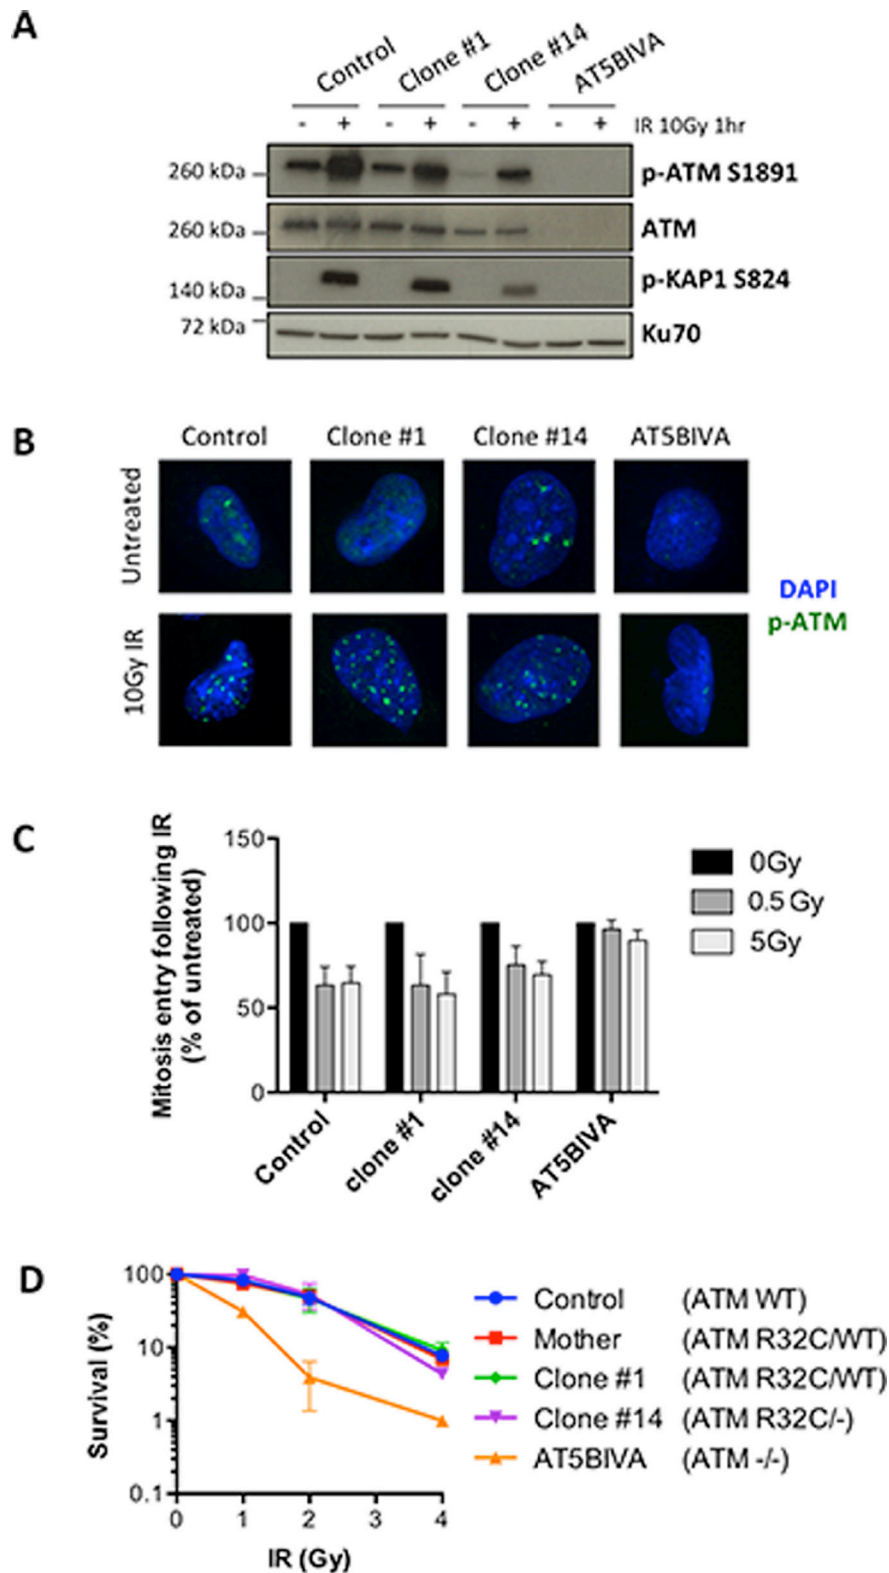 A
Control Clone #1 Clone #14 AT5BIVA
- + - + - + - + IR 10Gy 1hr
260 kDa p-ATM S1891
260 kDa ATM
140 kDa p-KAP1 S824
72 kDa Ku70
B
Control Clone #1 Clone #14 AT5BIVA
Untreated
10Gy IR
DAPI
p-ATM
C
Mitosis entry following IR
(% of untreated)
150
100
50
0
Control clone #1 clone #14 AT5BIVA
0Gy
0.5 Gy
5Gy
D
Survival (%)
100
10
1
0.1
0 1 2 3 4
IR (Gy)
Control (ATM WT)
Mother (ATM R32C/WT)
Clone #1 (ATM R32C/WT)
Clone #14 (ATM R32C/-)
AT5BIVA (ATM -/-)